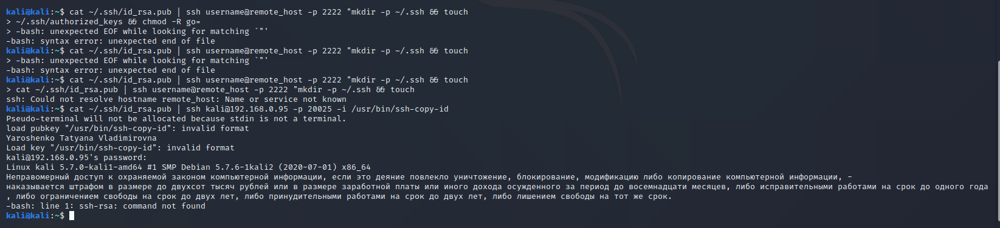 kali@kali:~$ cat ~/.ssh/id_rsa.pub | ssh username@remote_host -p 2222 "mkdir -p ~/.ssh && touch
> ~/.ssh/authorized_keys && chmod -R go=
> -bash: unexpected EOF while looking for matching `"'
-bash: syntax error: unexpected end of file
kali@kali:~$ cat ~/.ssh/id_rsa.pub | ssh username@remote_host -p 2222 "mkdir -p ~/.ssh && touch
> -bash: unexpected EOF while looking for matching `"'
-bash: syntax error: unexpected end of file
kali@kali:~$ cat ~/.ssh/id_rsa.pub | ssh username@remote_host -p 2222 "mkdir -p ~/.ssh && touch
> cat ~/.ssh/id_rsa.pub | ssh username@remote_host -p 2222 "mkdir -p ~/.ssh && touch
ssh: Could not resolve hostname remote_host: Name or service not known
kali@kali:~$ cat ~/.ssh/id_rsa.pub | ssh kali@192.168.0.95 -p 20025 -i /usr/bin/ssh-copy-id
Pseudo-terminal will not be allocated because stdin is not a terminal.
load pubkey "/usr/bin/ssh-copy-id": invalid format
Yaroshenko Tatyana Vladimirovna
Load key "/usr/bin/ssh-copy-id": invalid format
kali@192.168.0.95's password:
Linux kali 5.7.0-kali1-amd64 #1 SMP Debian 5.7.6-1kali2 (2020-07-01) x86_64
Неправомерный доступ к охраняемой законом компьютерной информации, если это деяние повлекло уничтожение, блокирование, модификацию либо копирование компьютерной информации, -
наказывается штрафом в размере до двухсот тысяч рублей или в размере заработной платы или иного дохода осужденного за период до восемнадцати месяцев, либо исправительными работами на срок до одного года
, либо ограничением свободы на срок до двух лет, либо принудительными работами на срок до двух лет, либо лишением свободы на тот же срок.
-bash: line 1: ssh-rsa: command not found
kali@kali:~$